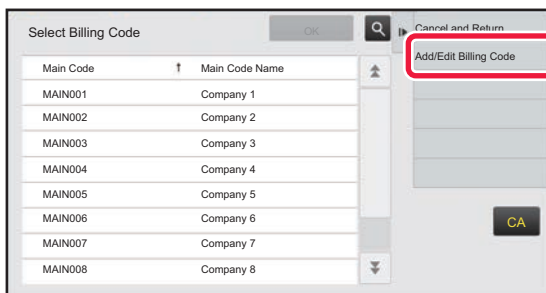 Select Billing Code
OK
Cancel and Return
Add/Edit Billing Code
Main Code Main Code Name
MAIN001 Company 1
MAIN002 Company 2
MAIN003 Company 3
MAIN004 Company 4
MAIN005 Company 5
MAIN006 Company 6
MAIN007 Company 7
MAIN008 Company 8
CA